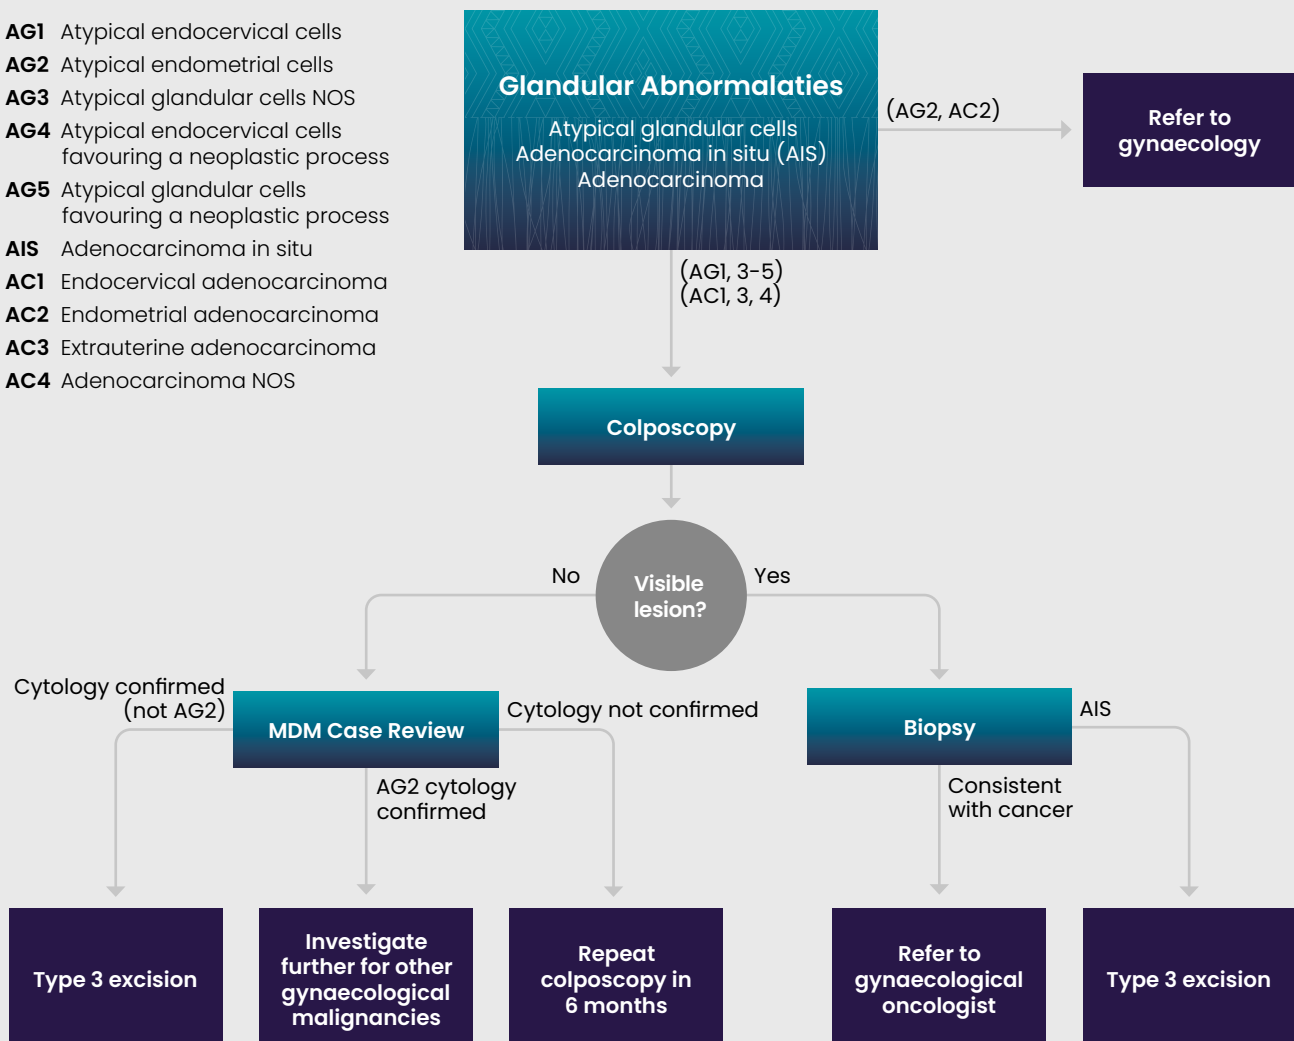 AG1 Atypical endocervical cells
AG2 Atypical endometrial cells
AG3 Atypical glandular cells NOS
AG4 Atypical endocervical cells
favouring a neoplastic process
AG5 Atypical glandular cells
favouring a neoplastic process
AIS Adenocarcinoma in situ
AC1 Endocervical adenocarcinoma
AC2 Endometrial adenocarcinoma
AC3 Extrauterine adenocarcinoma
AC4 Adenocarcinoma NOS
Glandular Abnormalaties
Atypical glandular cells
Adenocarcinoma in situ (AIS)
Adenocarcinoma
(AG2, AC2)
Refer to
gynaecology
(AG1, 3-5)
(AC1, 3, 4)
Colposcopy
Visible
lesion?
No
Yes
Cytology confirmed
(not AG2)
MDM Case Review
Cytology not confirmed
AG2 cytology
confirmed
Biopsy
AIS
Consistent
with cancer
Type 3 excision
Investigate
further for other
gynaecological
malignancies
Repeat
colposcopy in
6 months
Refer to
gynaecological
oncologist
Type 3 excision